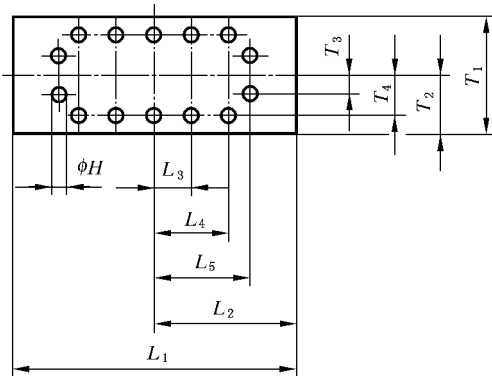 T₃
T₁
T₄
T₂
ϕH
L₃
L₄
L₅
L₂
L₁